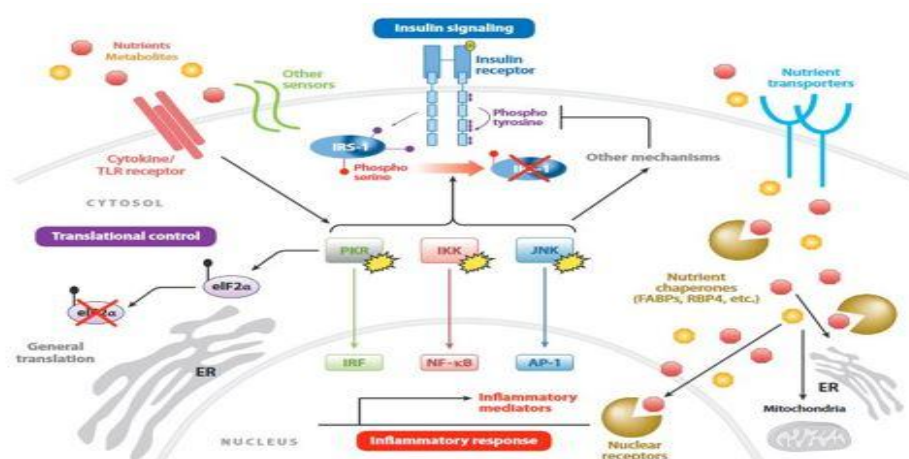 Insulin signaling
Nutrients
Metabolites
Other
sensors
Insulin
receptor
Nutrient
transporters
Phospho
tyrosine
IRS-1
Cytokine/
TLR receptor
Phospho
serine
Other mechanisms
CYTOSOL
Translational control
PKR
IKK
JNK
eIF2α
eIF2α
Nutrient
chaperones
(FABPs, RBP4, etc.)
General
translation
ER
IRF
NF-κB
AP-1
ER
Inflammatory
mediators
Mitochondria
NUCLEUS
Inflammatory response
Nuclear
receptors